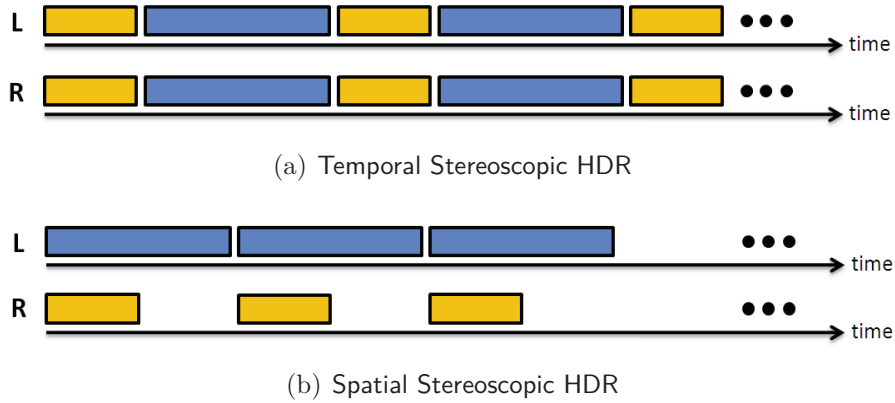 L
time
R
time
(a) Temporal Stereoscopic HDR
L
time
R
time
(b) Spatial Stereoscopic HDR